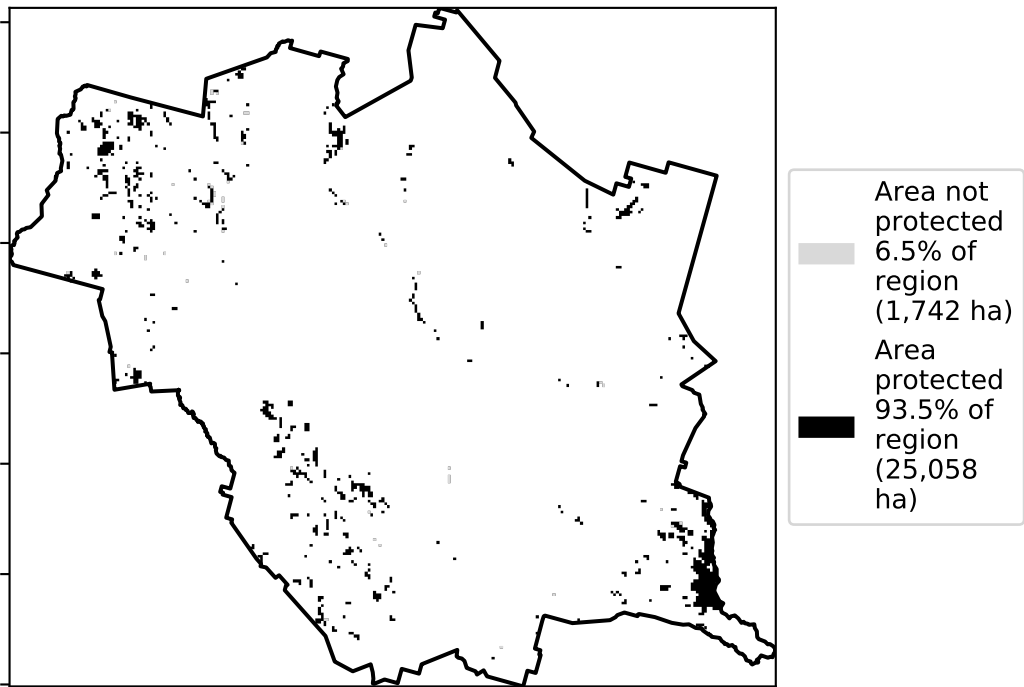 Area not
protected
6.5% of
region
(1,742 ha)
Area
protected
93.5% of
region
(25,058
ha)